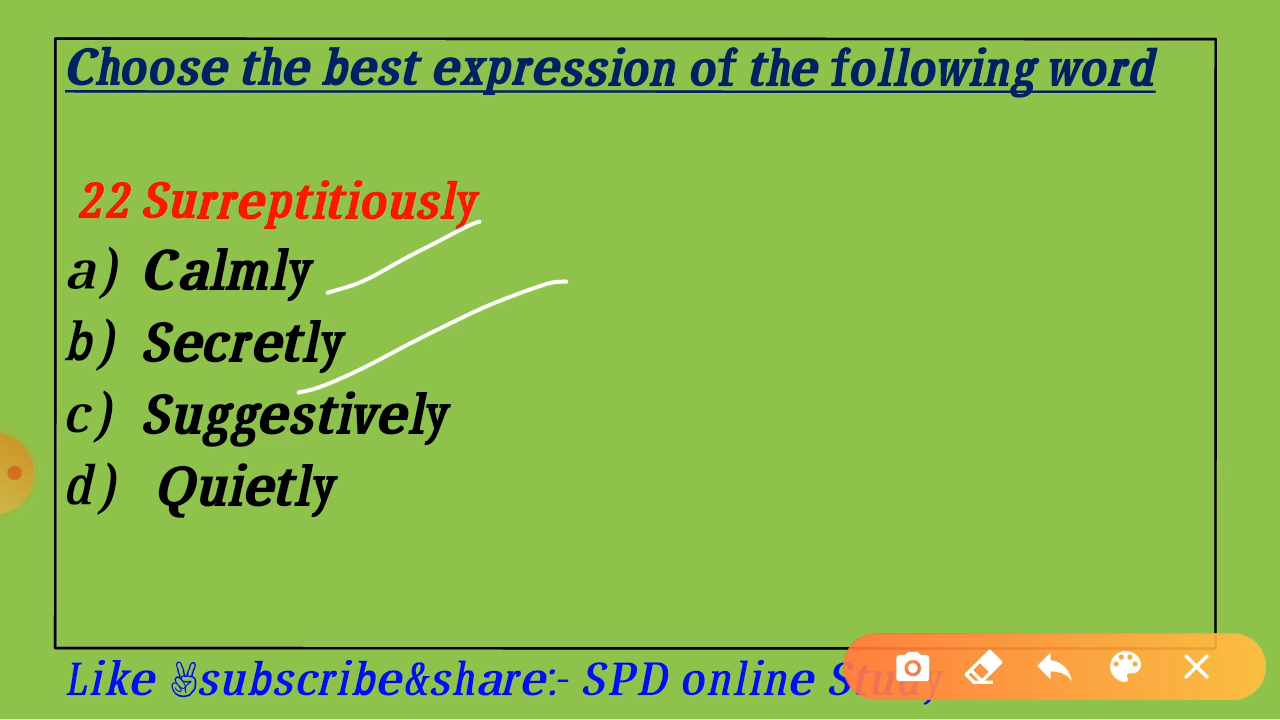 Choose the best expression of the following word
22 Surreptitiously
a) Calmly
b) Secretly
c) Suggestively
d) Quietly
Like ✌subscribe&share:- SPD online Study